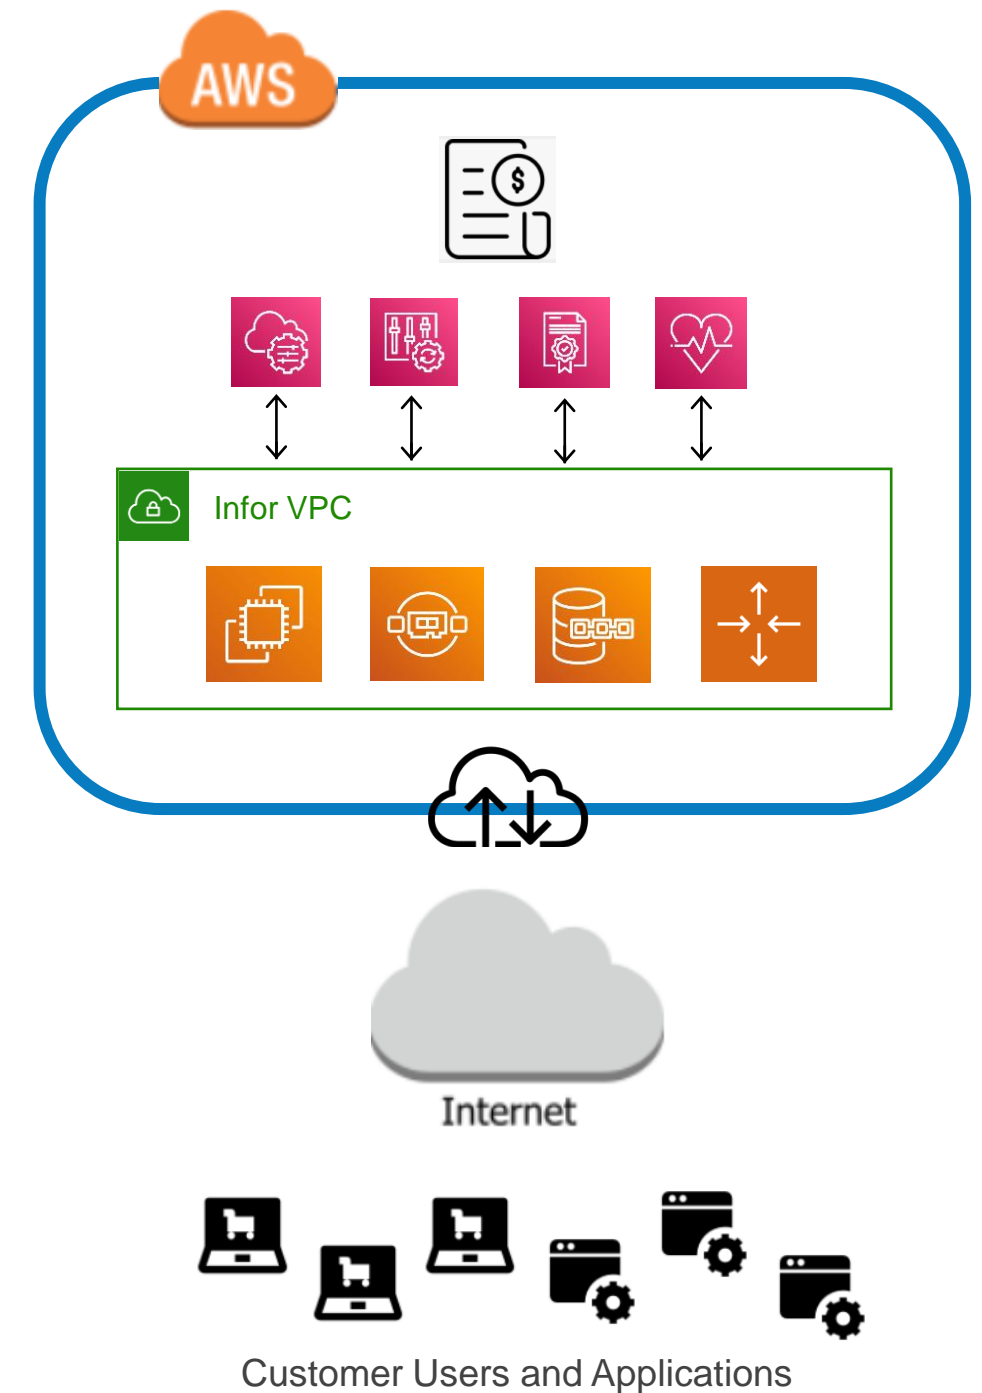 AWS
$
Infor VPC
Internet
Customer Users and Applications